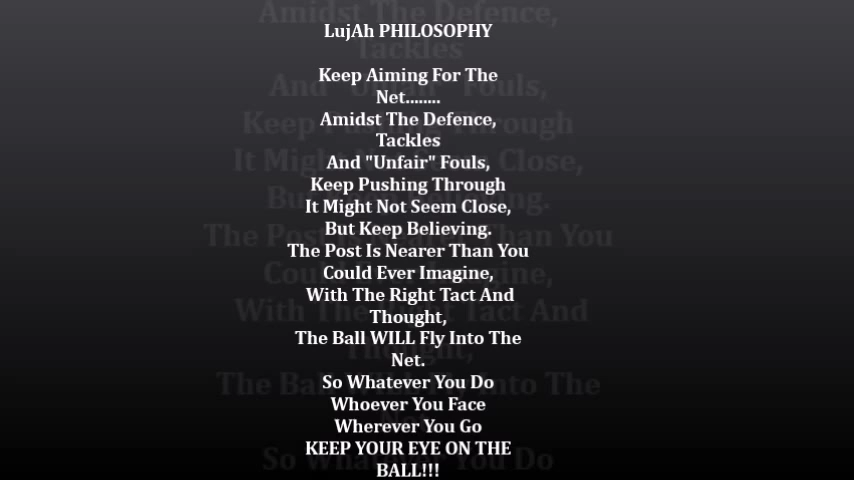 LujAh PHILOSOPHY
Keep Aiming For The
Net........
Amidst The Defence,
Tackles
And "Unfair" Fouls,
Keep Pushing Through
It Might Not Seem Close,
But Keep Believing.
The Post Is Nearer Than You
Could Ever Imagine,
With The Right Tact And
Thought,
The Ball WILL Fly Into The
Net.
So Whatever You Do
Whoever You Face
Wherever You Go
KEEP YOUR EYE ON THE
BALL!!!